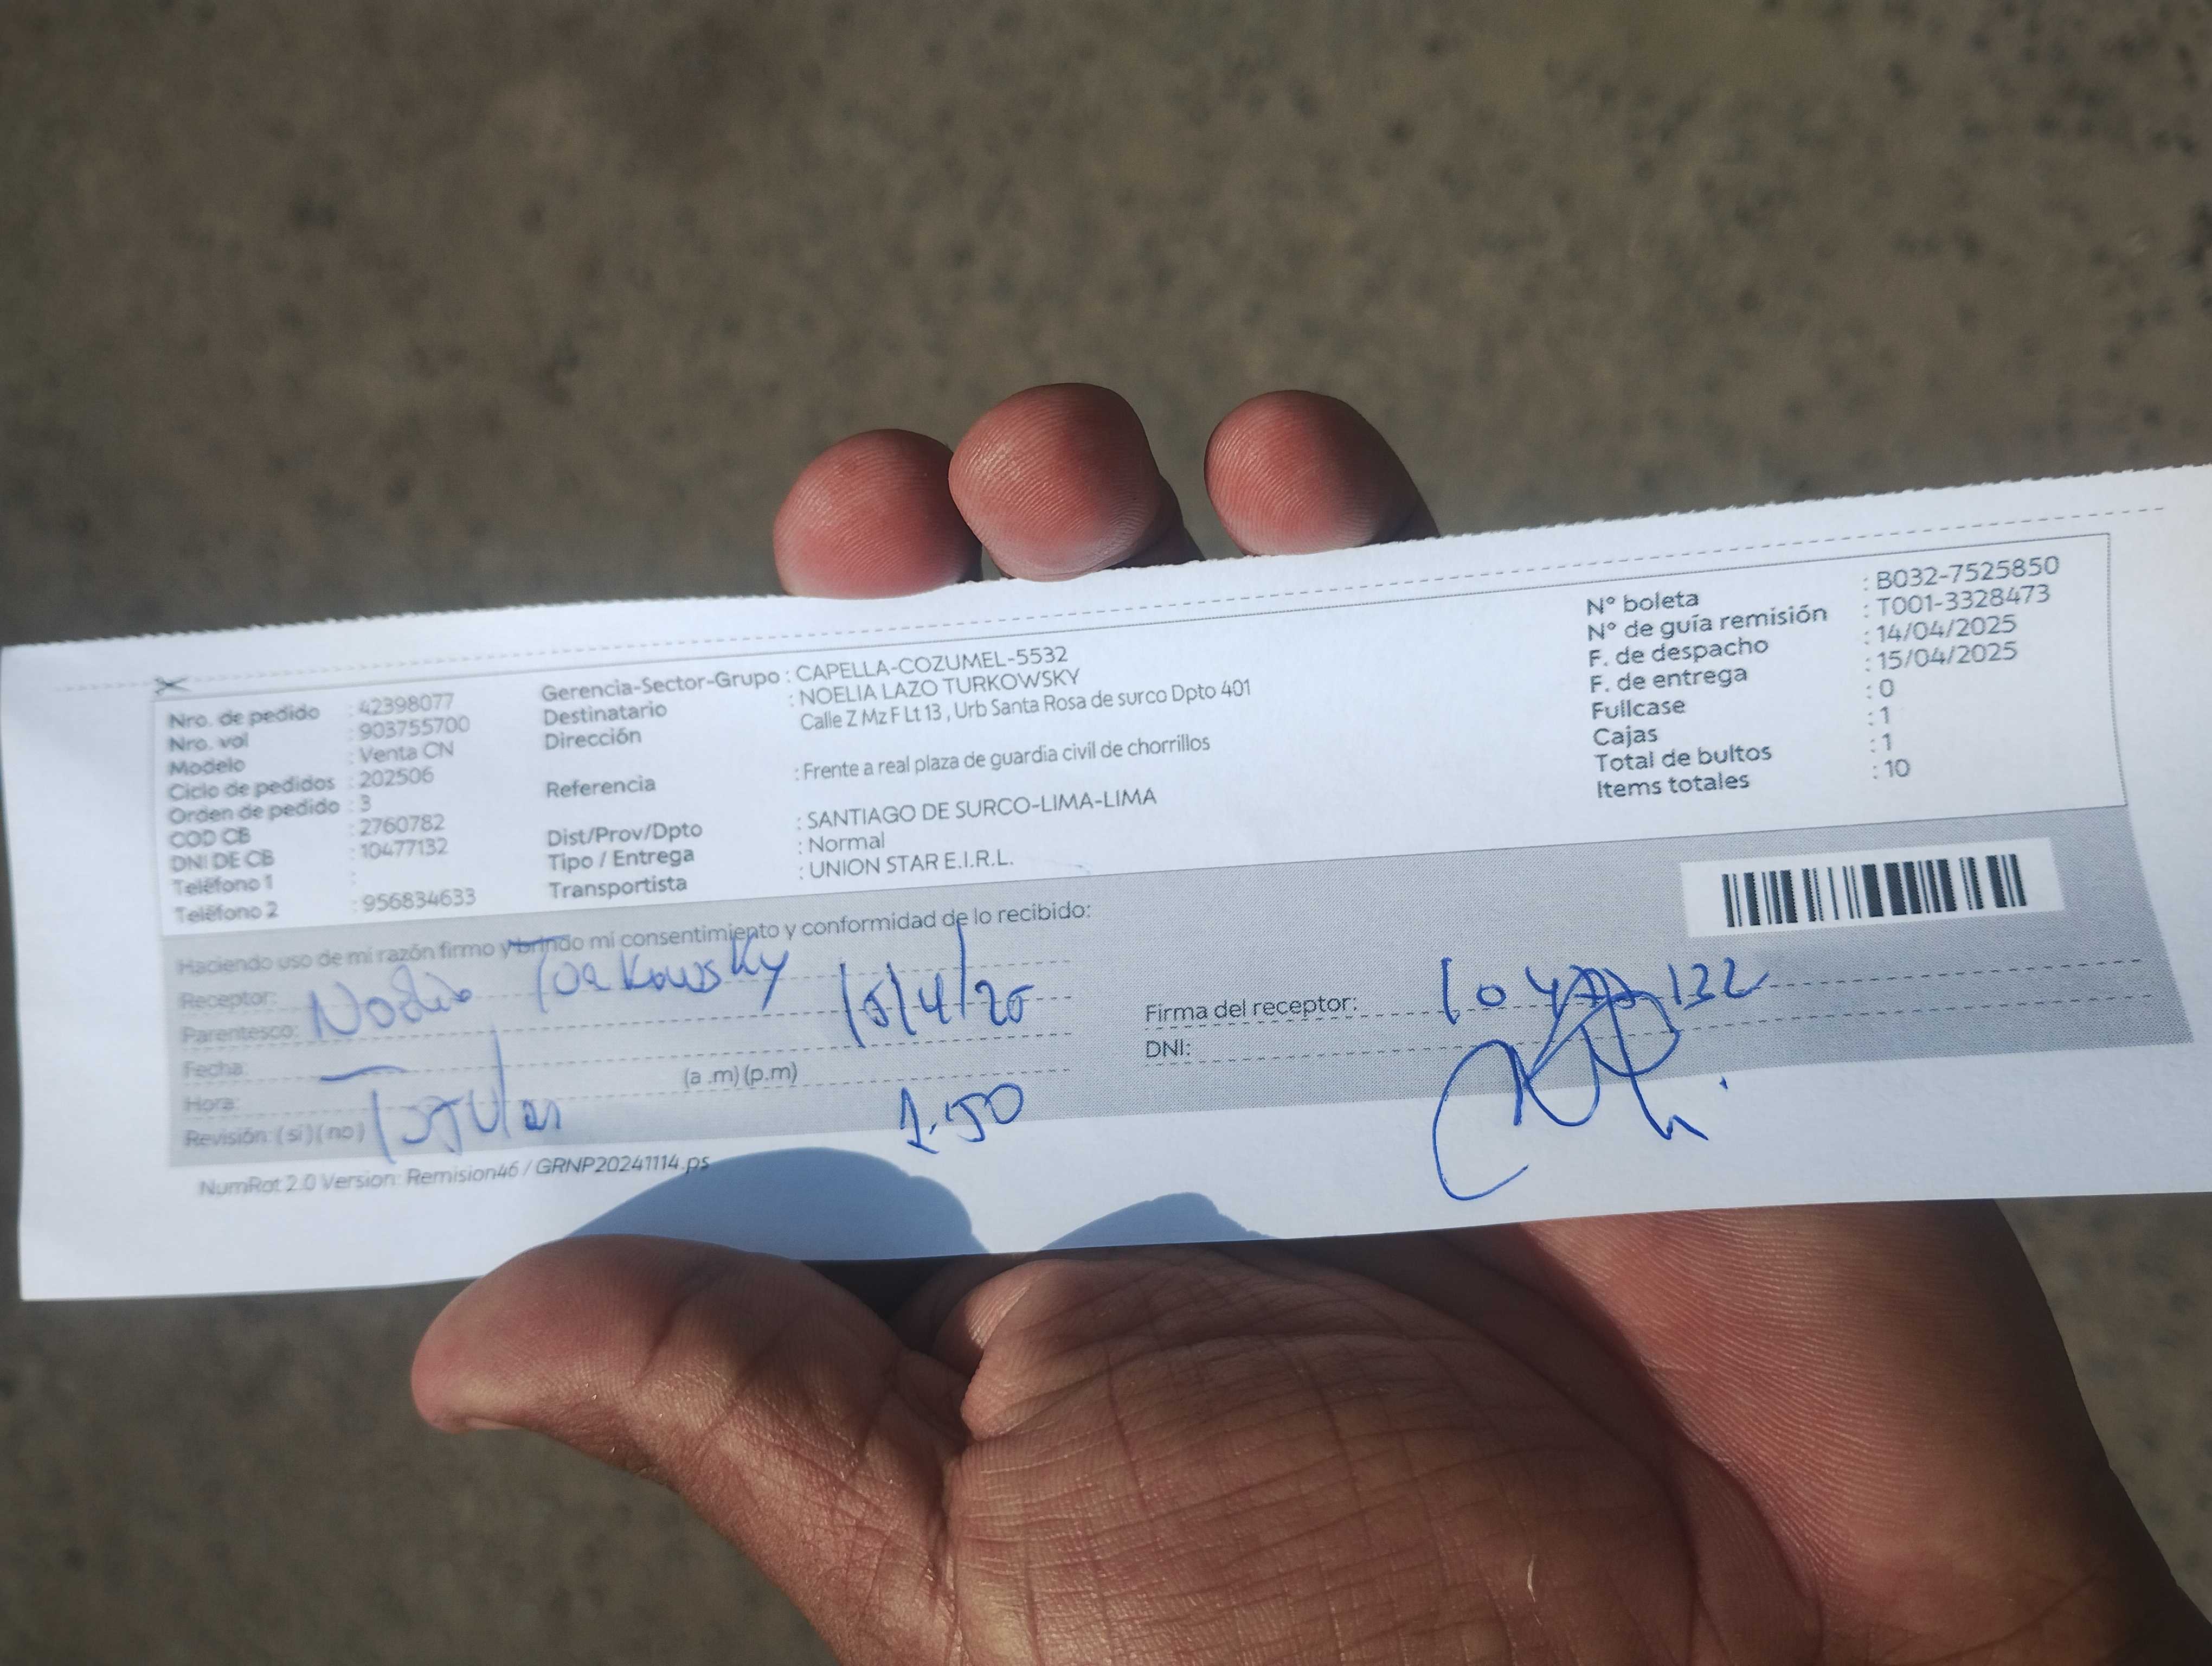 Nro. de pedido : 42398077
Nro. vol : 903755700
Modelo : Venta CN
Ciclo de pedidos : 202506
Orden de pedido : 3
COD CB : 2760782
DNI DE CB : 10477132
Teléfono 1 :
Teléfono 2 : 956834633
Gerencia-Sector-Grupo : CAPELLA-COZUMEL-5532
Destinatario : NOELIA LAZO TURKOWSKY
Dirección Calle Z Mz F Lt 13 , Urb Santa Rosa de surco Dpto 401
Referencia : Frente a real plaza de guardia civil de chorrillos
Dist/Prov/Dpto : SANTIAGO DE SURCO-LIMA-LIMA
Tipo / Entrega : Normal
Transportista : UNION STAR E.I.R.L.
N° boleta : B032-7525850
N° de guía remisión : T001-3328473
F. de despacho : 14/04/2025
F. de entrega : 15/04/2025
Fullcase : 0
Cajas : 1
Total de bultos : 1
Items totales : 10
Haciendo uso de mi razón firmo y brindo mi consentimiento y conformidad de lo recibido:
Receptor:
Parentesco: Turkowsky 15/4/25
Fecha:
Hora: (a .m) (p.m)
Revisión: ( si ) ( no ) Titular 1.50
Firma del receptor: 10477132
DNI:
NumRot 2.0 Version: Remision46 / GRNP20241114.ps